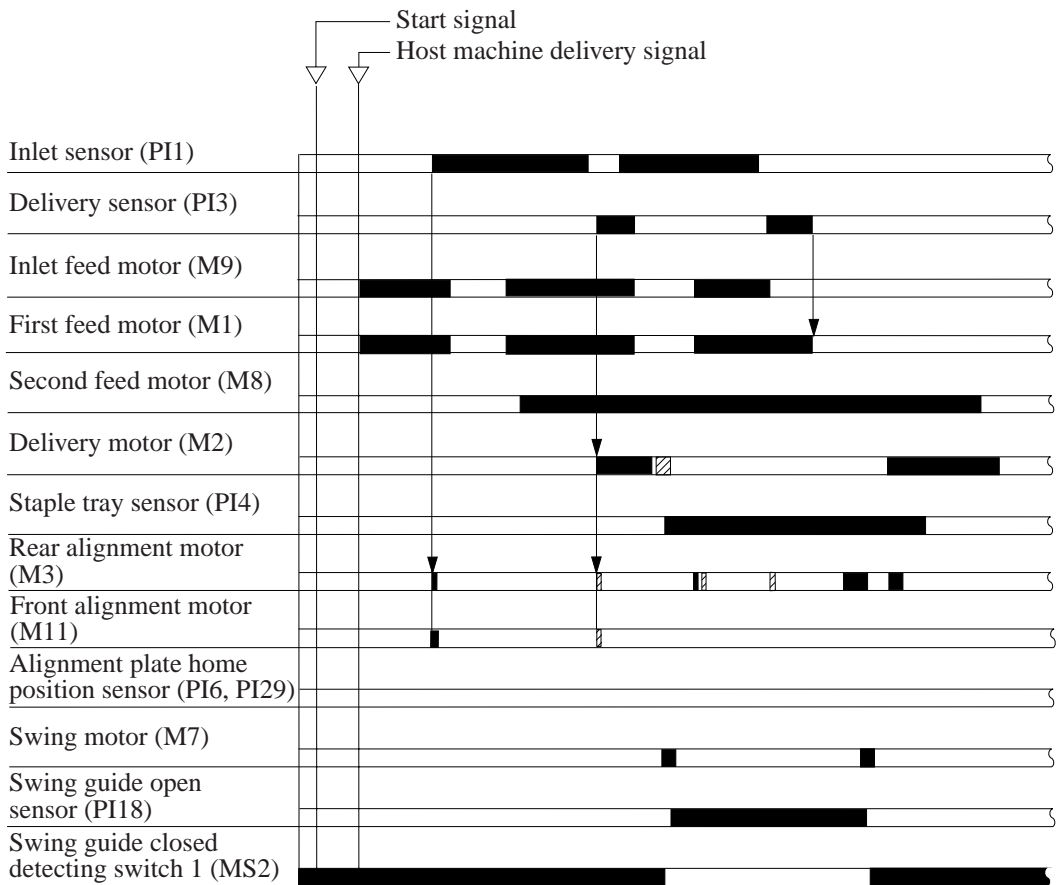 Start signal
Host machine delivery signal
Inlet sensor (PI1)
Delivery sensor (PI3)
Inlet feed motor (M9)
First feed motor (M1)
Second feed motor (M8)
Delivery motor (M2)
Staple tray sensor (PI4)
Rear alignment motor
(M3)
Front alignment motor
(M11)
Alignment plate home
position sensor (PI6, PI29)
Swing motor (M7)
Swing guide open
sensor (PI18)
Swing guide closed
detecting switch 1 (MS2)